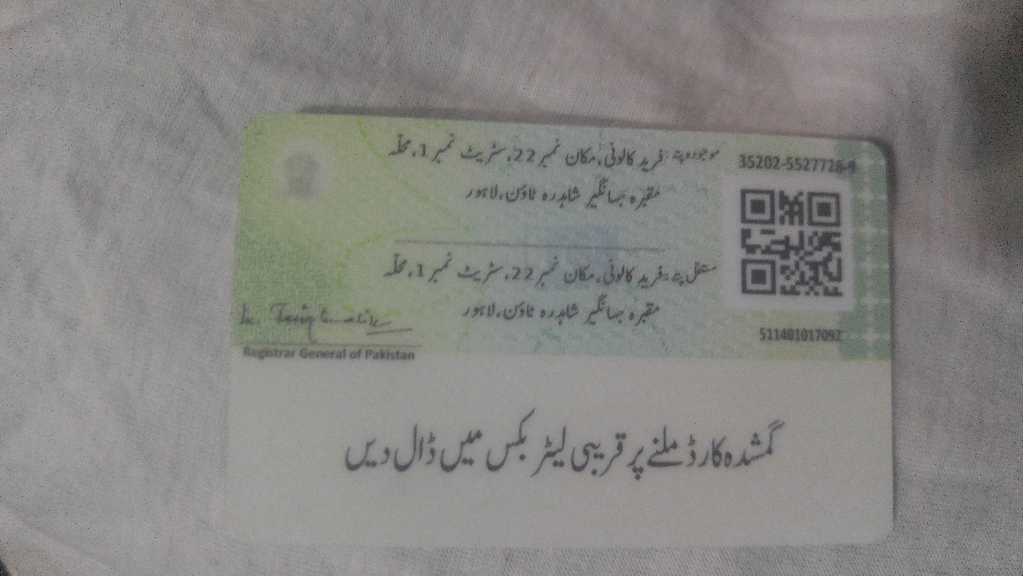 35202-5527726-9
موجودہ پتہ: فرید کالونی، مکان نمبر 22، سٹریٹ نمبر 1، محلّہ
مقبرہ جہانگیر شاہدرہ ٹاؤن، لاہور
مستقل پتہ: فرید کالونی، مکان نمبر 22، سٹریٹ نمبر 1، محلّہ
مقبرہ جہانگیر شاہدرہ ٹاؤن، لاہور
511401017092
Registrar General of Pakistan
گمشدہ کارڈ ملنے پر قریبی لیٹر بکس میں ڈال دیں